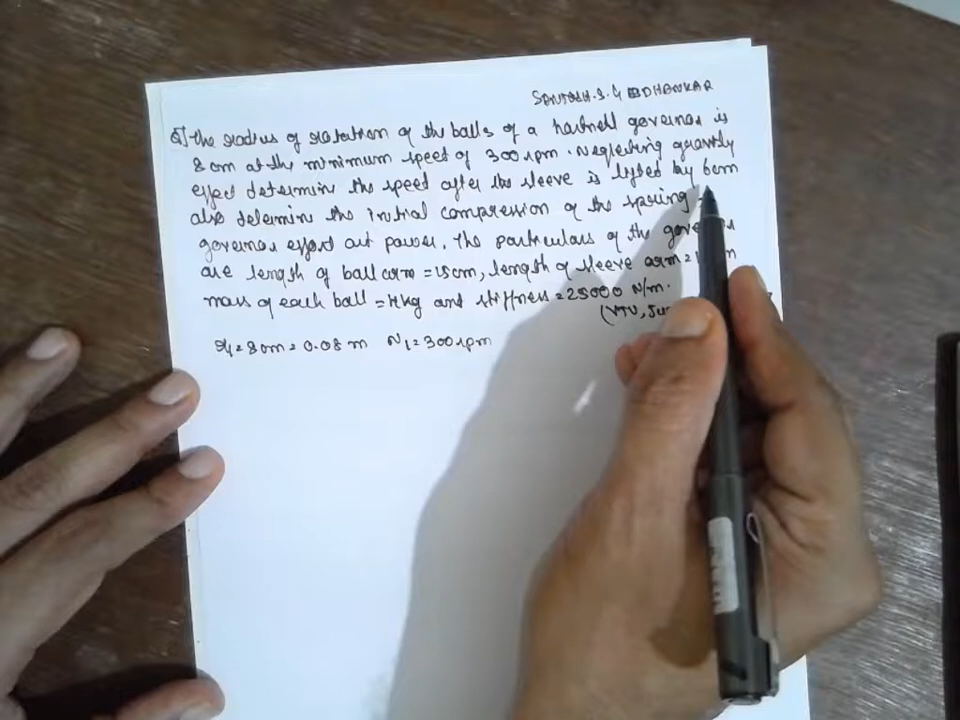 SANTOSH.S.G BDHANKAR
Q] The radius of rotation of the balls of a hartnell governor is
8 cm at the minimum speed of 300 rpm. Neglecting gravity
effect determine the speed after the sleeve is lifted by 6cm
also determine the initial compression of the spring
governor effort and power. The particulars of the governor
are length of ball arm = 15cm, length of sleeve arm = 1
mass of each ball = 4kg and stiffness = 25000 N/m.
(VTU,
r1 = 8cm = 0.08 m N1 = 300 rpm